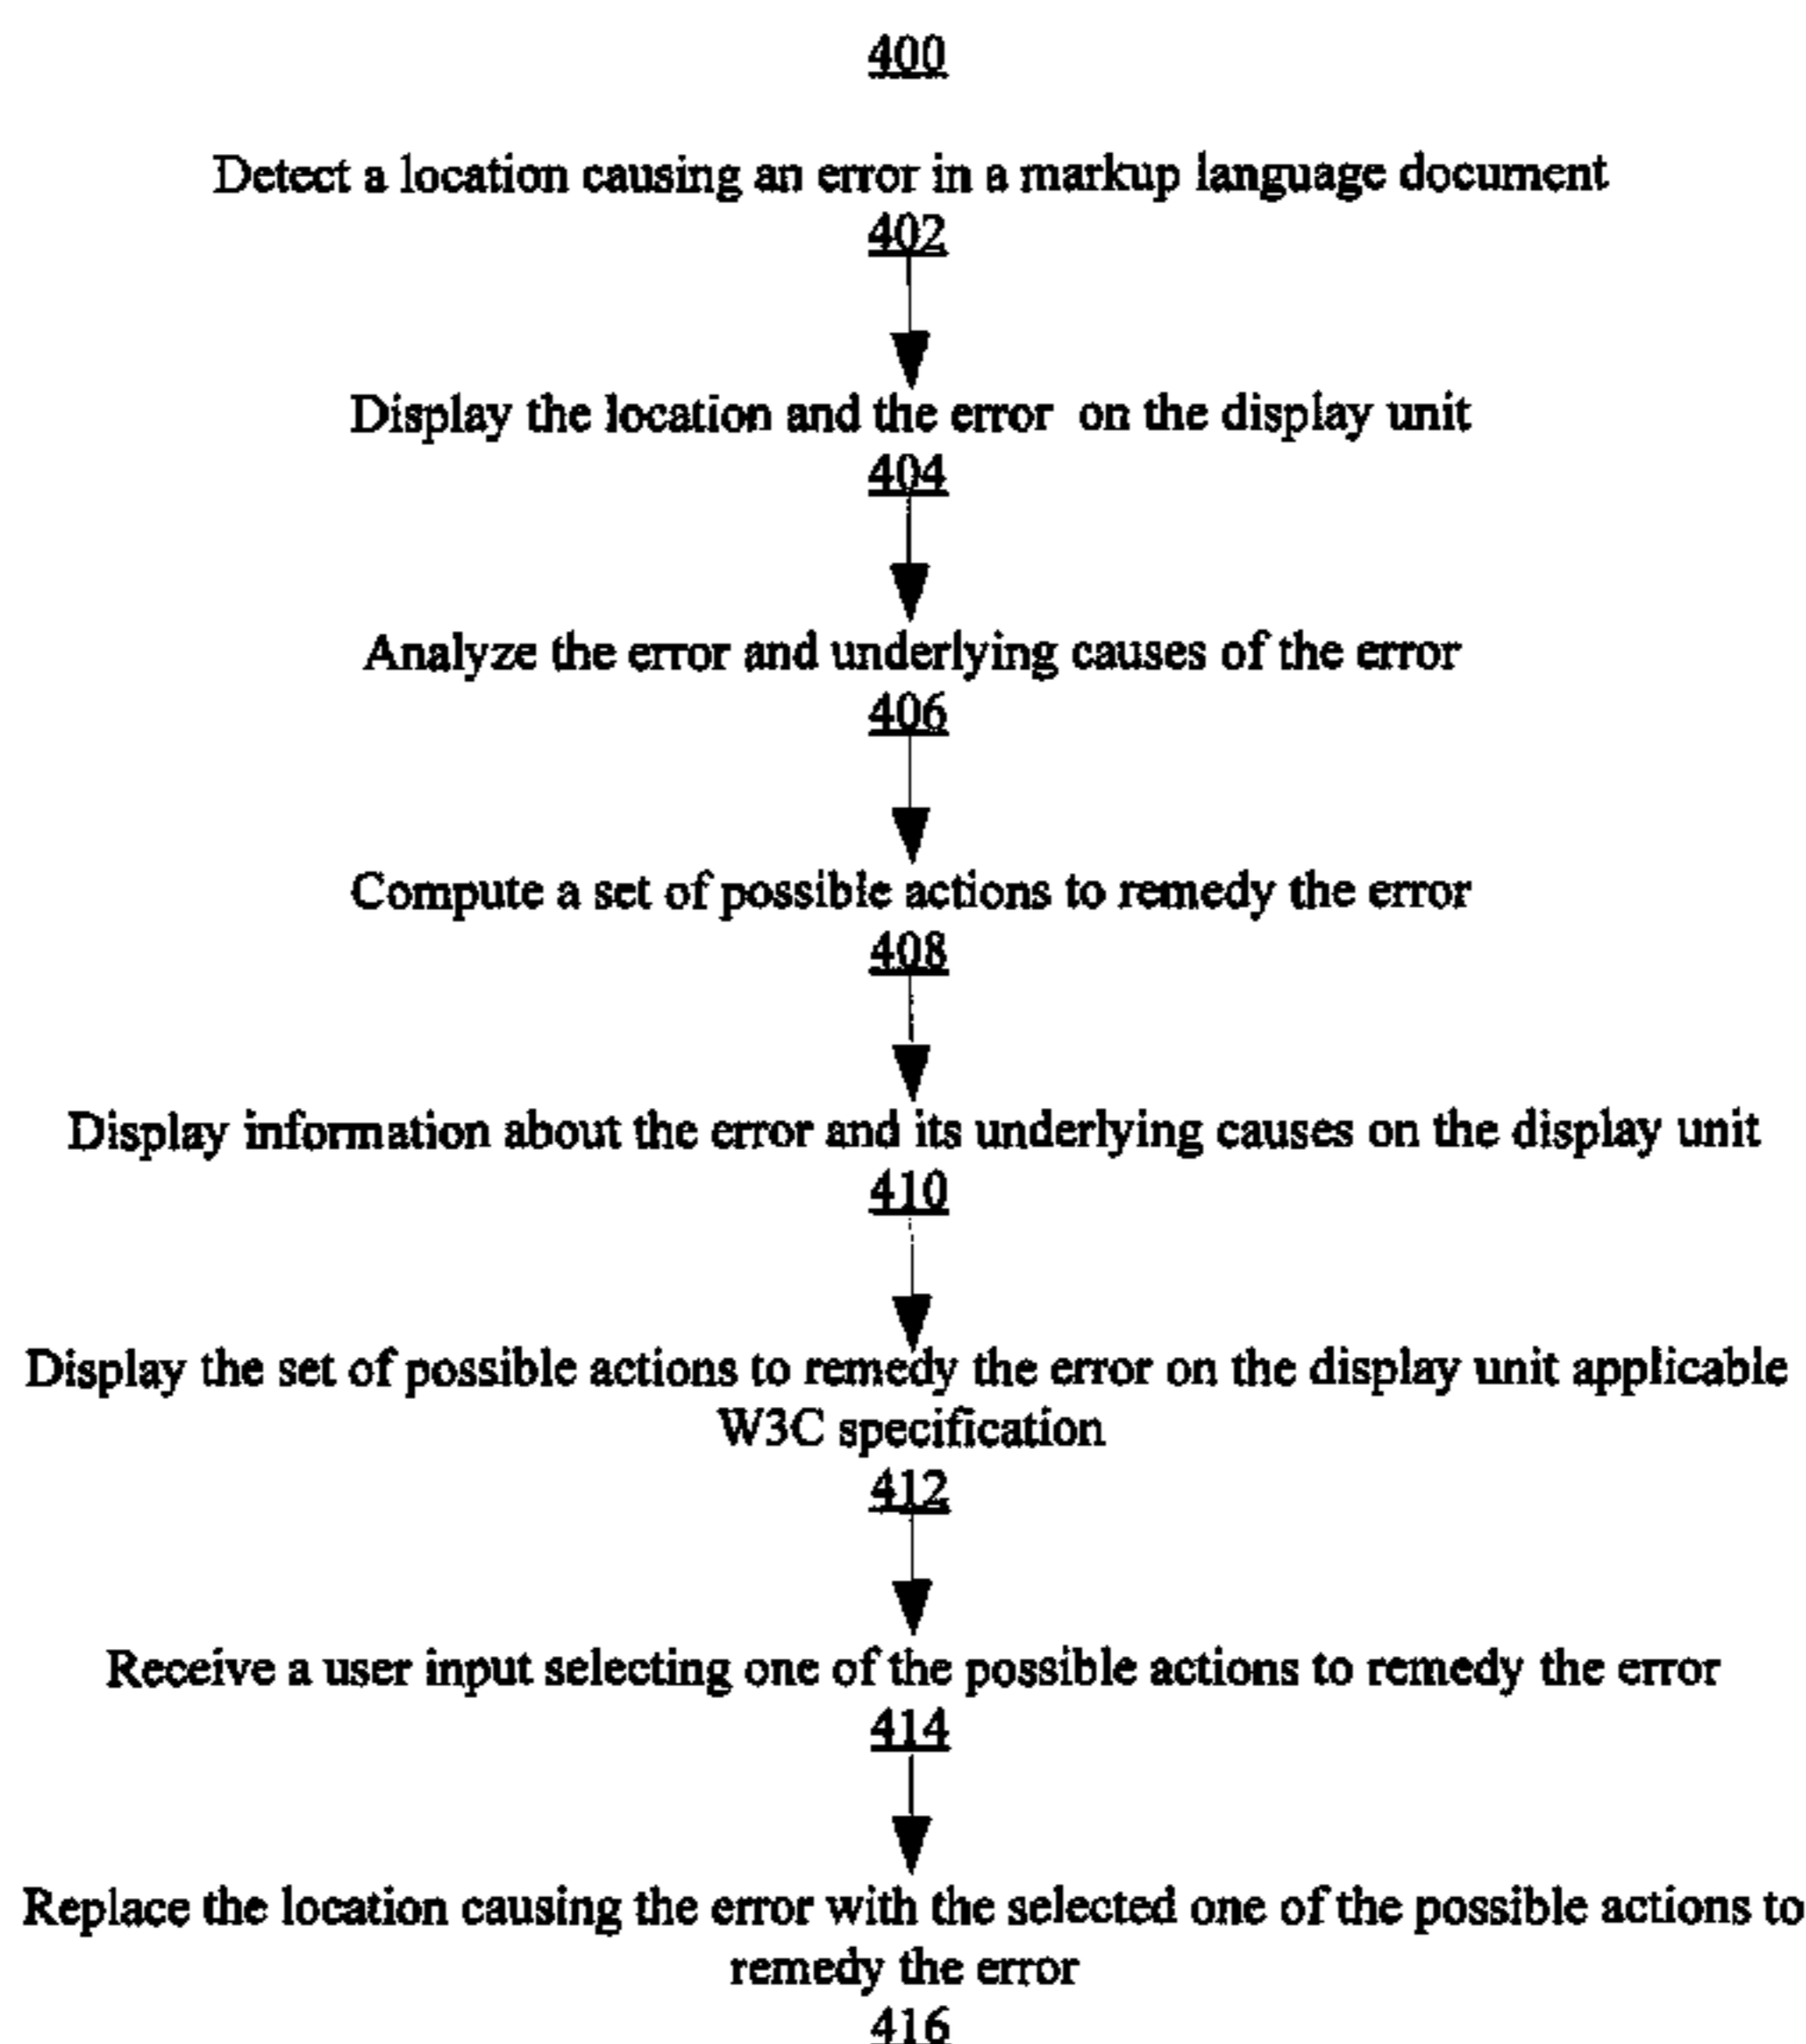 400
Detect a location causing an error in a markup language document
402
Display the location and the error on the display unit
404
Analyze the error and underlying causes of the error
406
Compute a set of possible actions to remedy the error
408
Display information about the error and its underlying causes on the display unit
410
Display the set of possible actions to remedy the error on the display unit applicable
W3C specification
412
Receive a user input selecting one of the possible actions to remedy the error
414
Replace the location causing the error with the selected one of the possible actions to
remedy the error
416